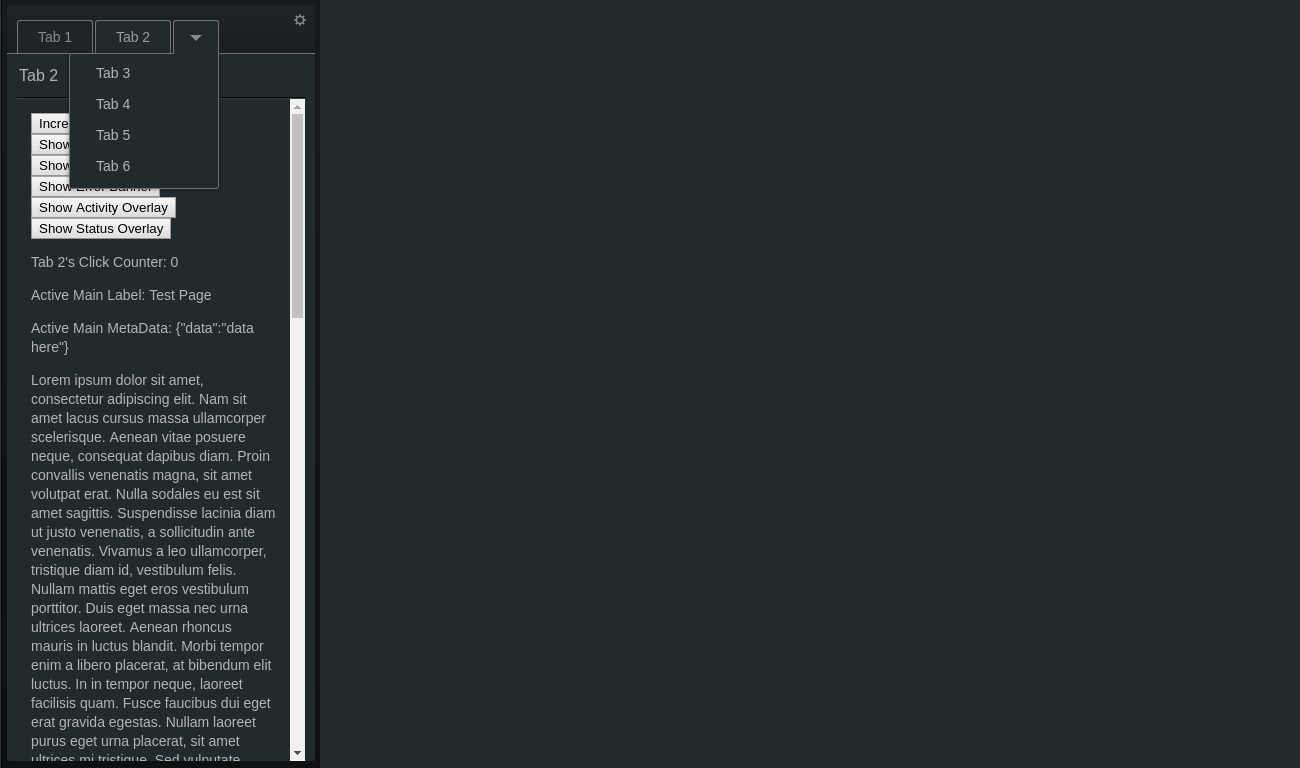 Tab 1
Tab 2
Tab 2
Tab 3
Tab 4
Tab 5
Tab 6
Incre
Show
Show
Show Error Banner
Show Activity Overlay
Show Status Overlay
Tab 2's Click Counter: 0
Active Main Label: Test Page
Active Main MetaData: {"data":"data
here"}
Lorem ipsum dolor sit amet,
consectetur adipiscing elit. Nam sit
amet lacus cursus massa ullamcorper
scelerisque. Aenean vitae posuere
neque, consequat dapibus diam. Proin
convallis venenatis magna, sit amet
volutpat erat. Nulla sodales eu est sit
amet sagittis. Suspendisse lacinia diam
ut justo venenatis, a sollicitudin ante
venenatis. Vivamus a leo ullamcorper,
tristique diam id, vestibulum felis.
Nullam mattis eget eros vestibulum
porttitor. Duis eget massa nec urna
ultrices laoreet. Aenean rhoncus
mauris in luctus blandit. Morbi tempor
enim a libero placerat, at bibendum elit
luctus. In in tempor neque, laoreet
facilisis quam. Fusce faucibus dui eget
erat gravida egestas. Nullam laoreet
purus eget urna placerat, sit amet
ultrices mi tristique. Sed vulputate